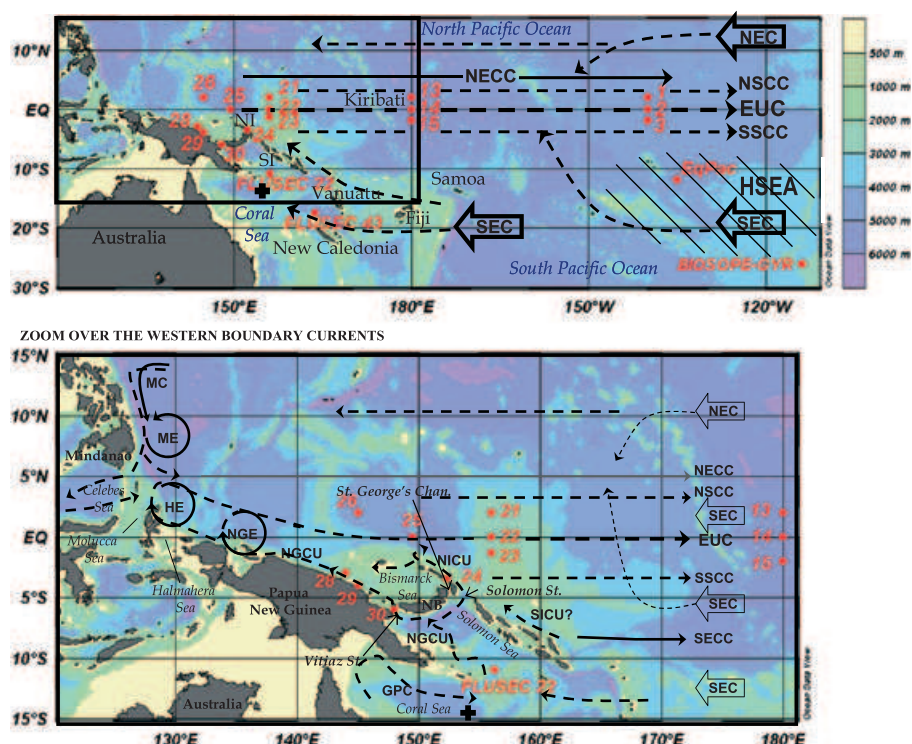 10°N
EQ
10°S
20°S
30°S
North Pacific Ocean
NEC
NECC
NSCC
Kiribati
EUC
SSCC
26
25
21
22
23
NI
28
29
30
24
SI
13
14
15
FLUSEC
Vanuatu
Samoa
HSEA
Coral
Sea
Fiji
SEC
SEC
FLUSEC 43
Australia
New Caledonia
South Pacific Ocean
BIOSOPE-GYR
150°E
180°E
150°W
120°W
Ocean Data View
500 m
1000 m
2000 m
3000 m
4000 m
5000 m
6000 m
ZOOM OVER THE WESTERN BOUNDARY CURRENTS
15°N
10°N
5°N
EQ
5°S
10°S
15°S
MC
ME
Mindanao
NEC
Celebes
Sea
St. George's Chan.
NECC
NSCC
SEC
HE
NGE
Molucca
Sea
NGCU
25
21
22
23
13
14
15
EUC
NICU
Halmahera
Sea
28
29
30
24
Bismarck
Sea
SSCC
Papua
New Guinea
NB
Solomon St.
SEC
Solomon Sea
SICU?
NGCU
SECC
Vitjaz St.
FLUSEC
GPC
SEC
Australia
Coral Sea
130°E
140°E
150°E
160°E
170°E
180°E
Ocean Data View